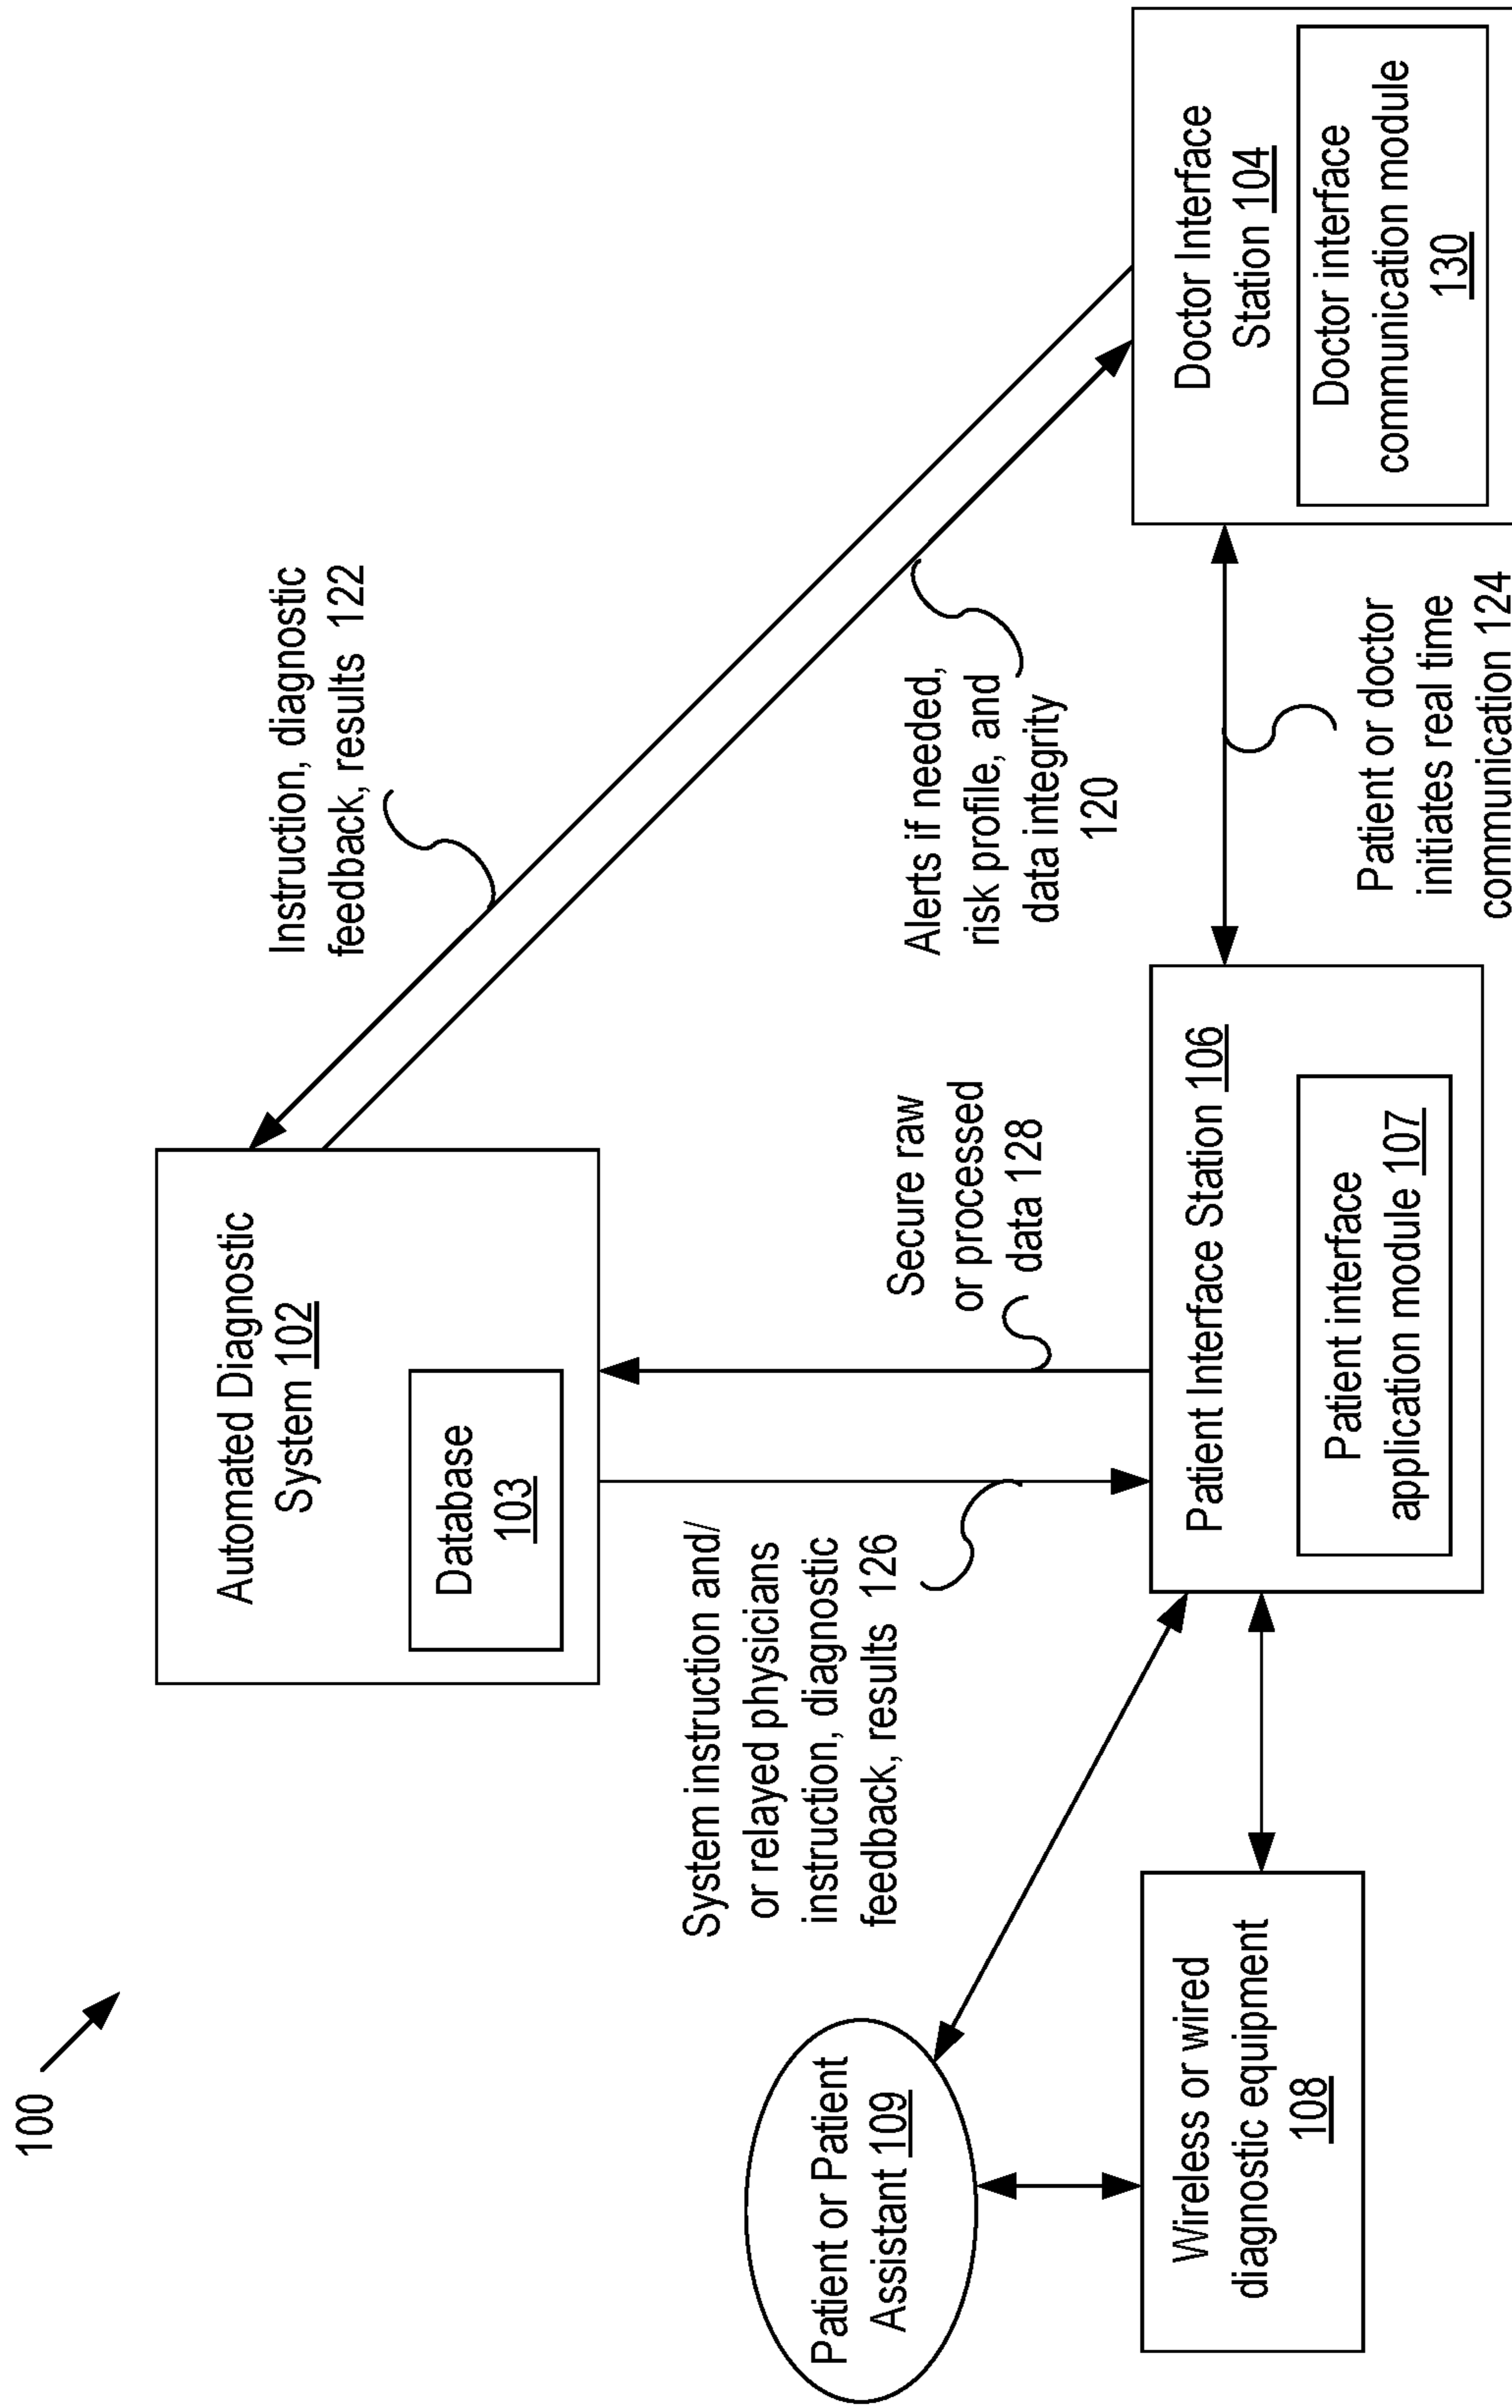 100
Automated Diagnostic
System 102
Database
103
Instruction, diagnostic
feedback, results 122
System instruction and/
or relayed physicians
instruction, diagnostic
feedback, results 126
Secure raw
or processed
data 128
Alerts if needed,
risk profile, and
data integrity
120
Patient or Patient
Assistant 109
Wireless or wired
diagnostic equipment
108
Patient Interface Station 106
Patient interface
application module 107
Patient or doctor
initiates real time
communication 124
Doctor Interface
Station 104
Doctor interface
communication module
130